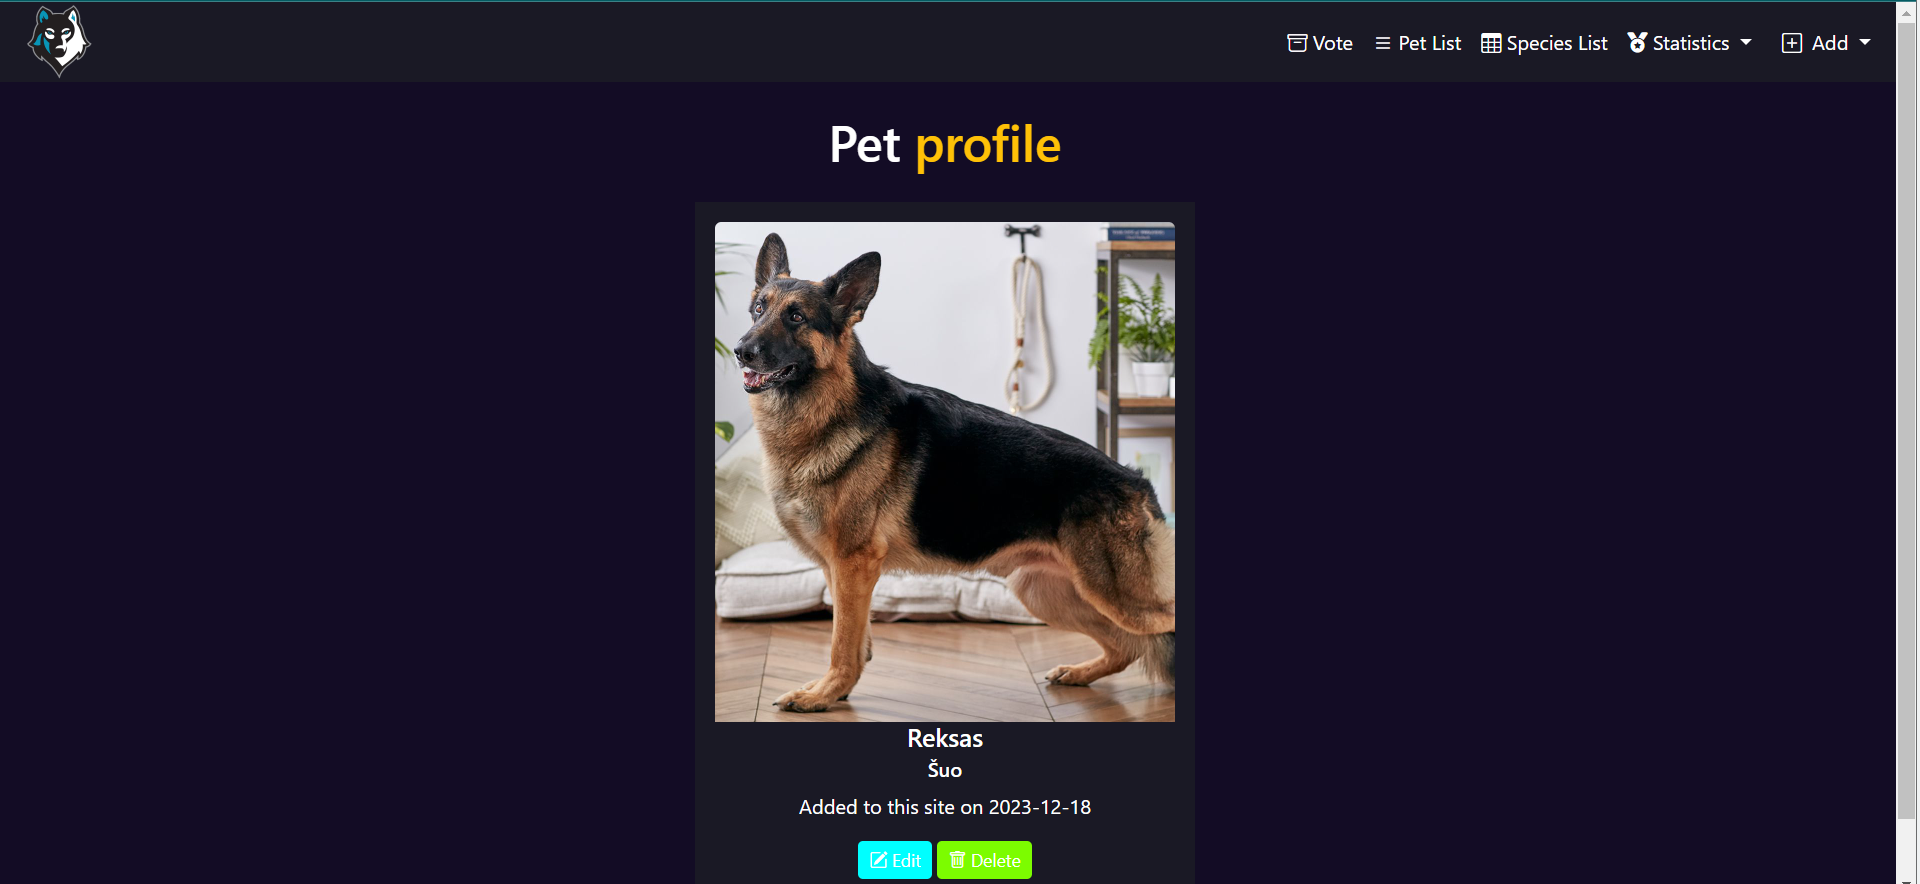 Vote Pet List Species List Statistics Add
Pet profile
Reksas
Šuo
Added to this site on 2023-12-18
Edit Delete